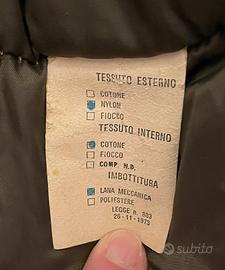 TESSUTO ESTERNO
COTONE
NYLON
FIOCCO
TESSUTO INTERNO
COTONE
FIOCCO
COMP. N.D.
IMBOTTITURA
LANA MECCANICA
POLIESTERE
LEGGE n. 883
26-11-1973
subito